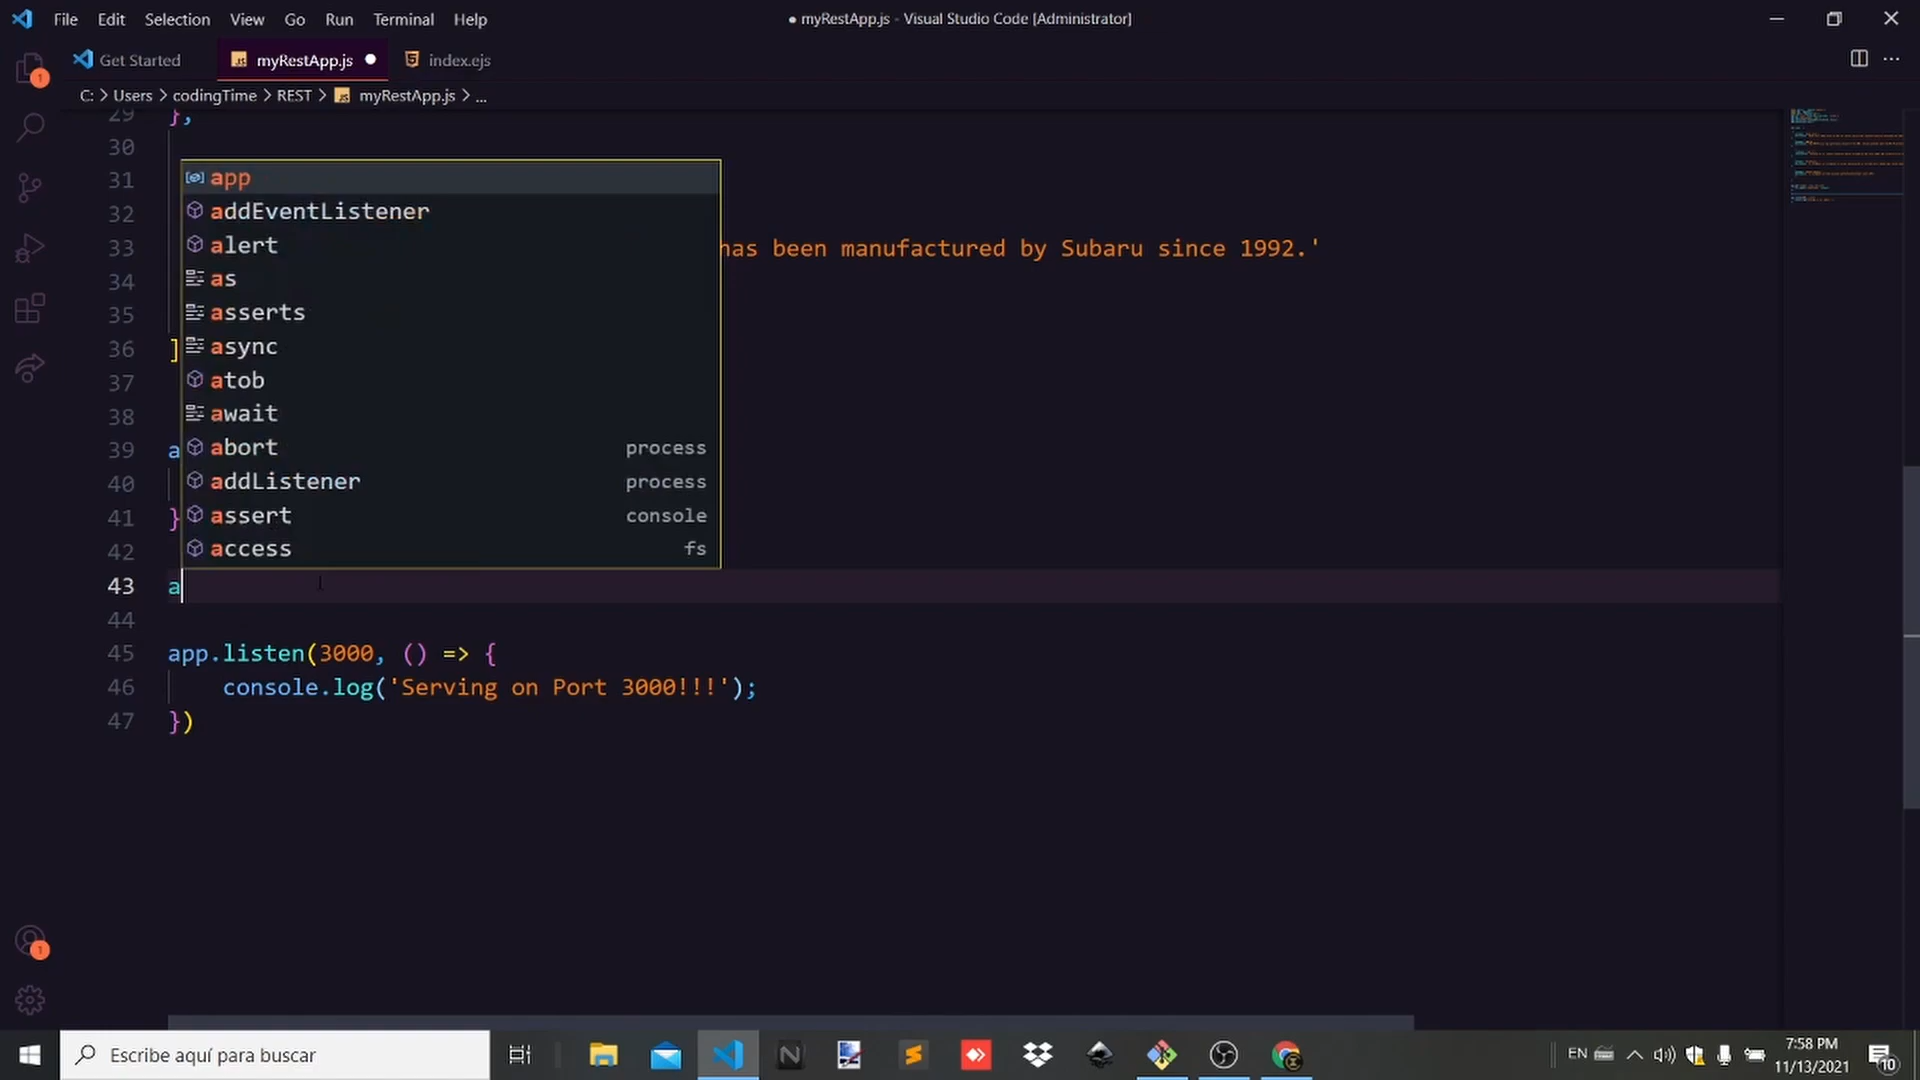 File Edit Selection View Go Run Terminal Help
● myRestApp.js - Visual Studio Code [Administrator]
Get Started
myRestApp.js
index.ejs
C: > Users > codingTime > REST > myRestApp.js > ...
29 },
30
31
32
33 has been manufactured by Subaru since 1992.'
34
35
36 ]
37
38
39 a
40
41 }
42
app
addEventListener
alert
as
asserts
async
atob
await
abort process
addListener process
assert console
access fs
43 a
44
45 app.listen(3000, () => {
46 console.log('Serving on Port 3000!!!');
47 })
1
1
Escribe aquí para buscar
EN
7:58 PM
11/13/2021
10